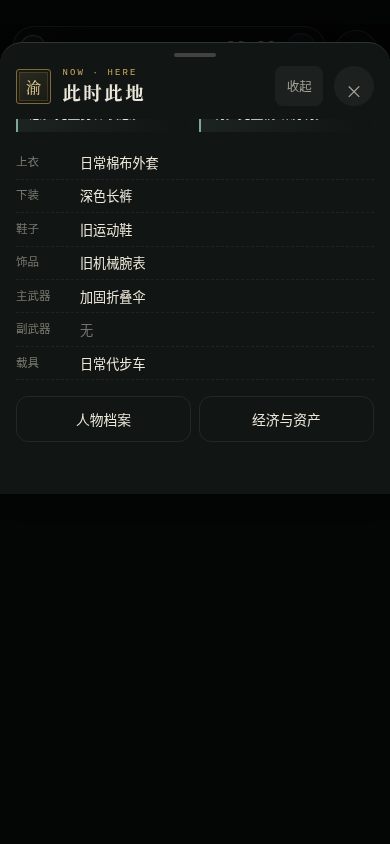 渝
NOW · HERE
此时此地
收起
上衣 日常棉布外套
下装 深色长裤
鞋子 旧运动鞋
饰品 旧机械腕表
主武器 加固折叠伞
副武器 无
载具 日常代步车
人物档案 经济与资产